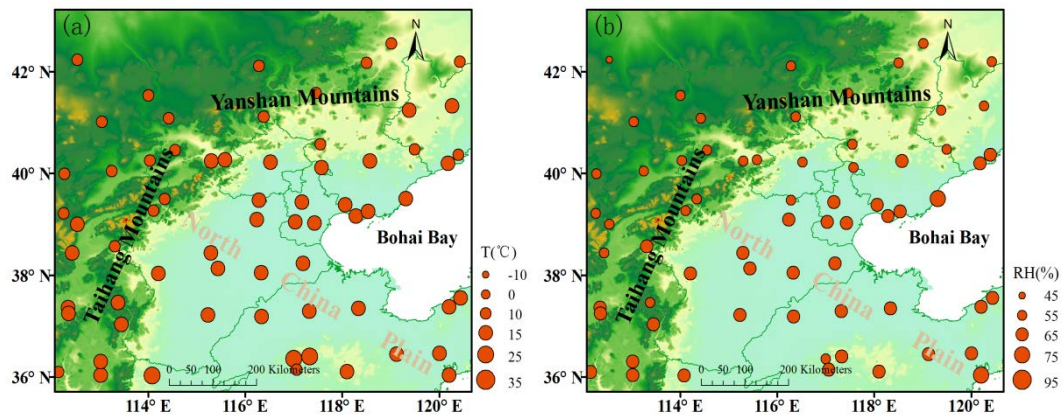 (a)
N
42° N
Yanshan Mountains
40° N
Taihang Mountains
North
Bohai Bay
T(℃)
-10
0
10
15
25
35
38° N
China
Plain
36° N
0 50 100 200 Kilometers
114° E 116° E 118° E 120° E
(b)
N
42° N
Yanshan Mountains
40° N
Taihang Mountains
North
Bohai Bay
RH(%)
45
55
65
75
95
38° N
China
Plain
36° N
0 50 100 200 Kilometers
114° E 116° E 118° E 120° E